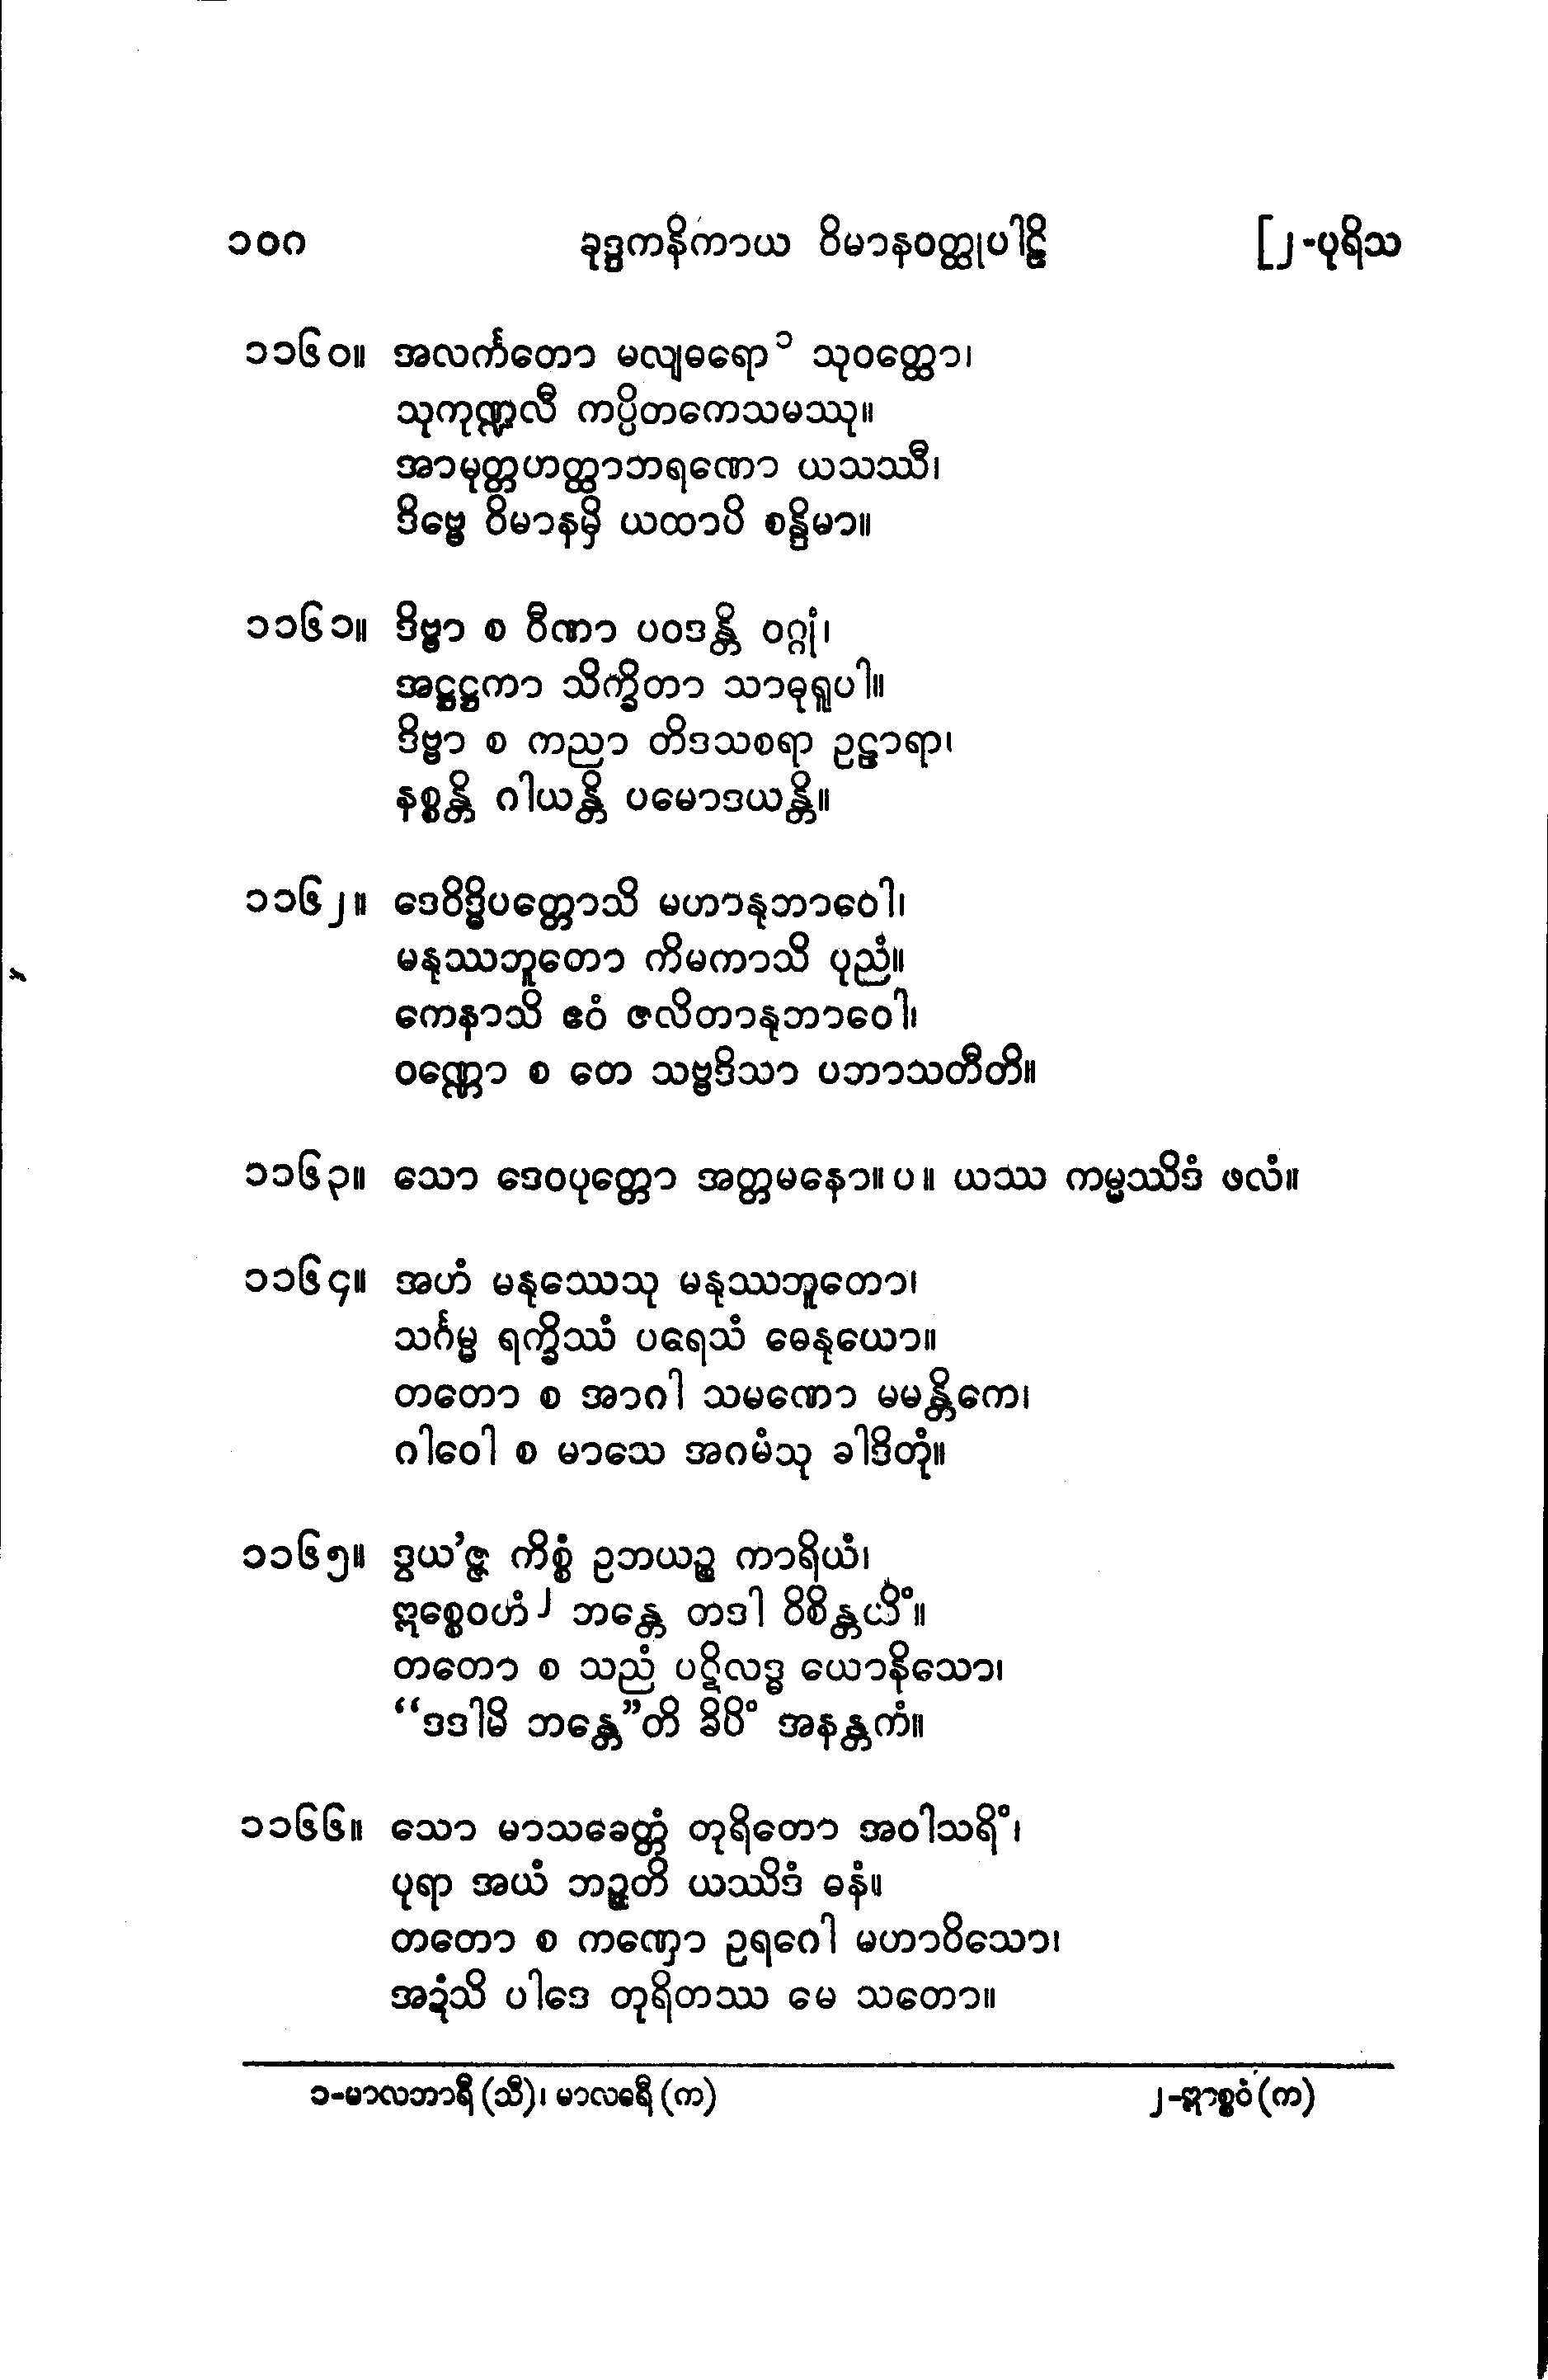 ၁၀၈ ခုဒ္ဒကနိကာယ ဝိမာနဝတ္ထုပါဠိ [၂-ပုရိသ
၁၁၆၀။ အလင်္ကတော မလျဓရော ၁ သုဝတ္ထော၊
သုကုဏ္ဍလီ ကပ္ပိတကေသမဿု။
အာမုတ္တဟတ္ထာဘရဏော ယသဿီ၊
ဒိဗ္ဗေ ဝိမာနမှိ ယထာပိ စန္ဒိမာ။
၁၁၆၁။ ဒိဗ္ဗာ စ ဝီဏာ ပဝဒန္တိ ဝဂ္ဂုံ၊
အဋ္ဌဋ္ဌကာ သိက္ခိတာ သာဓုရူပါ။
ဒိဗ္ဗာ စ ကညာ တိဒသစရာ ဥဠာရာ၊
နစ္စန္တိ ဂါယန္တိ ပမောဒယန္တိ။
၁၁၆၂။ ဒေဝိဒ္ဓိပတ္တောသိ မဟာနုဘာဝေါ၊
မနုဿဘူတော ကိမကာသိ ပုညံ။
ကေနာသိ ဧဝံ ဇလိတာနုဘာဝေါ၊
ဝဏ္ဏော စ တေ သဗ္ဗဒိသာ ပဘာသတီတိ။
၁၁၆၃။ သော ဒေဝပုတ္တော အတ္တမနော။ ပ ။ ယဿ ကမ္မဿိဒံ ဖလံ။
၁၁၆၄။ အဟံ မနုဿေသု မနုဿဘူတော၊
သင်္ဂမ္မ ရက္ခိဿံ ပရေသံ ဓေနုယော။
တတော စ အာဂါ သမဏော မမန္တိကေ၊
ဂါဝေါ စ မာသေ အဂမံသု ခါဒိတုံ။
၁၁၆၅။ ဒွယ’ဇ္ဇ ကိစ္စံ ဥဘယဉ္စ ကာရိယံ၊
ဣစ္စေဝဟံ ၂ ဘန္တေ တဒါ ဝိစိန္တယိံ။
တတော စ သညံ ပဋိလဒ္ဓ ယောနိသော၊
“ဒဒါမိ ဘန္တေ”တိ ခိပိံ အနန္တကံ။
၁၁၆၆။ သော မာသခေတ္တံ တုရိတော အဝါသရိံ၊
ပုရာ အယံ ဘဉ္ဇတိ ယဿိဒံ ဓနံ။
တတော စ ကဏှော ဥရဂေါ မဟာဝိသော၊
အဍံသိ ပါဒေ တုရိတဿ မေ သတော။
၁-မာလဘာရီ (သီ)၊ မာလဓရီ (က) ၂-ဣစ္စဝံ (က)